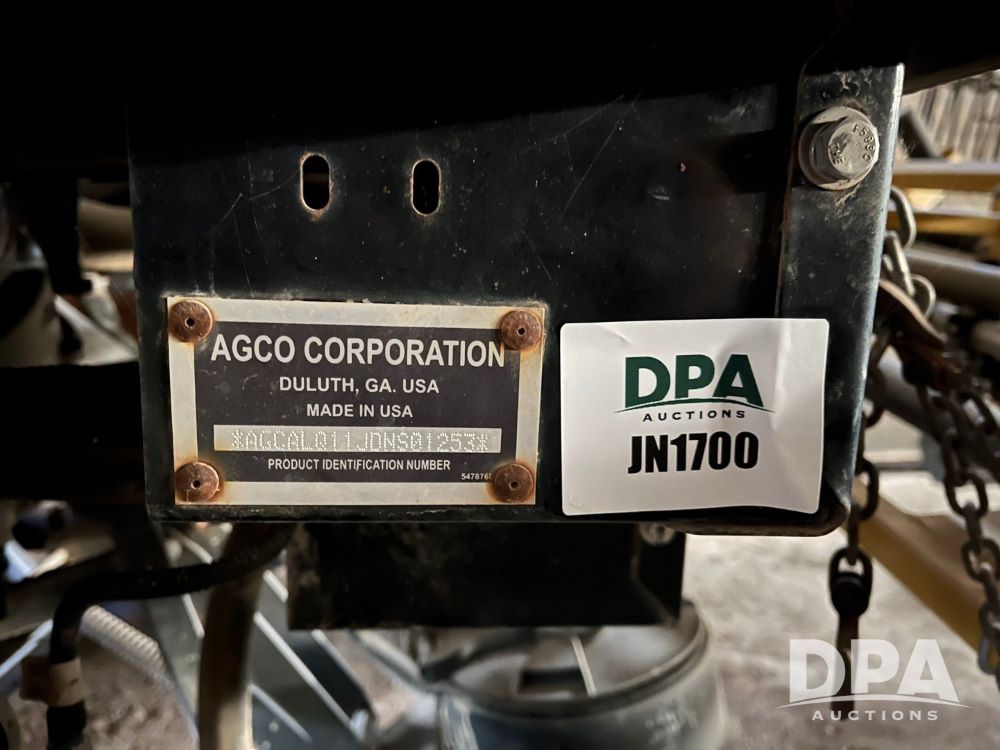 AGCO CORPORATION
DULUTH, GA. USA
MADE IN USA
*AGCAL011JDNS01253*
PRODUCT IDENTIFICATION NUMBER
DPA
AUCTIONS
JN1700
DPA
AUCTIONS